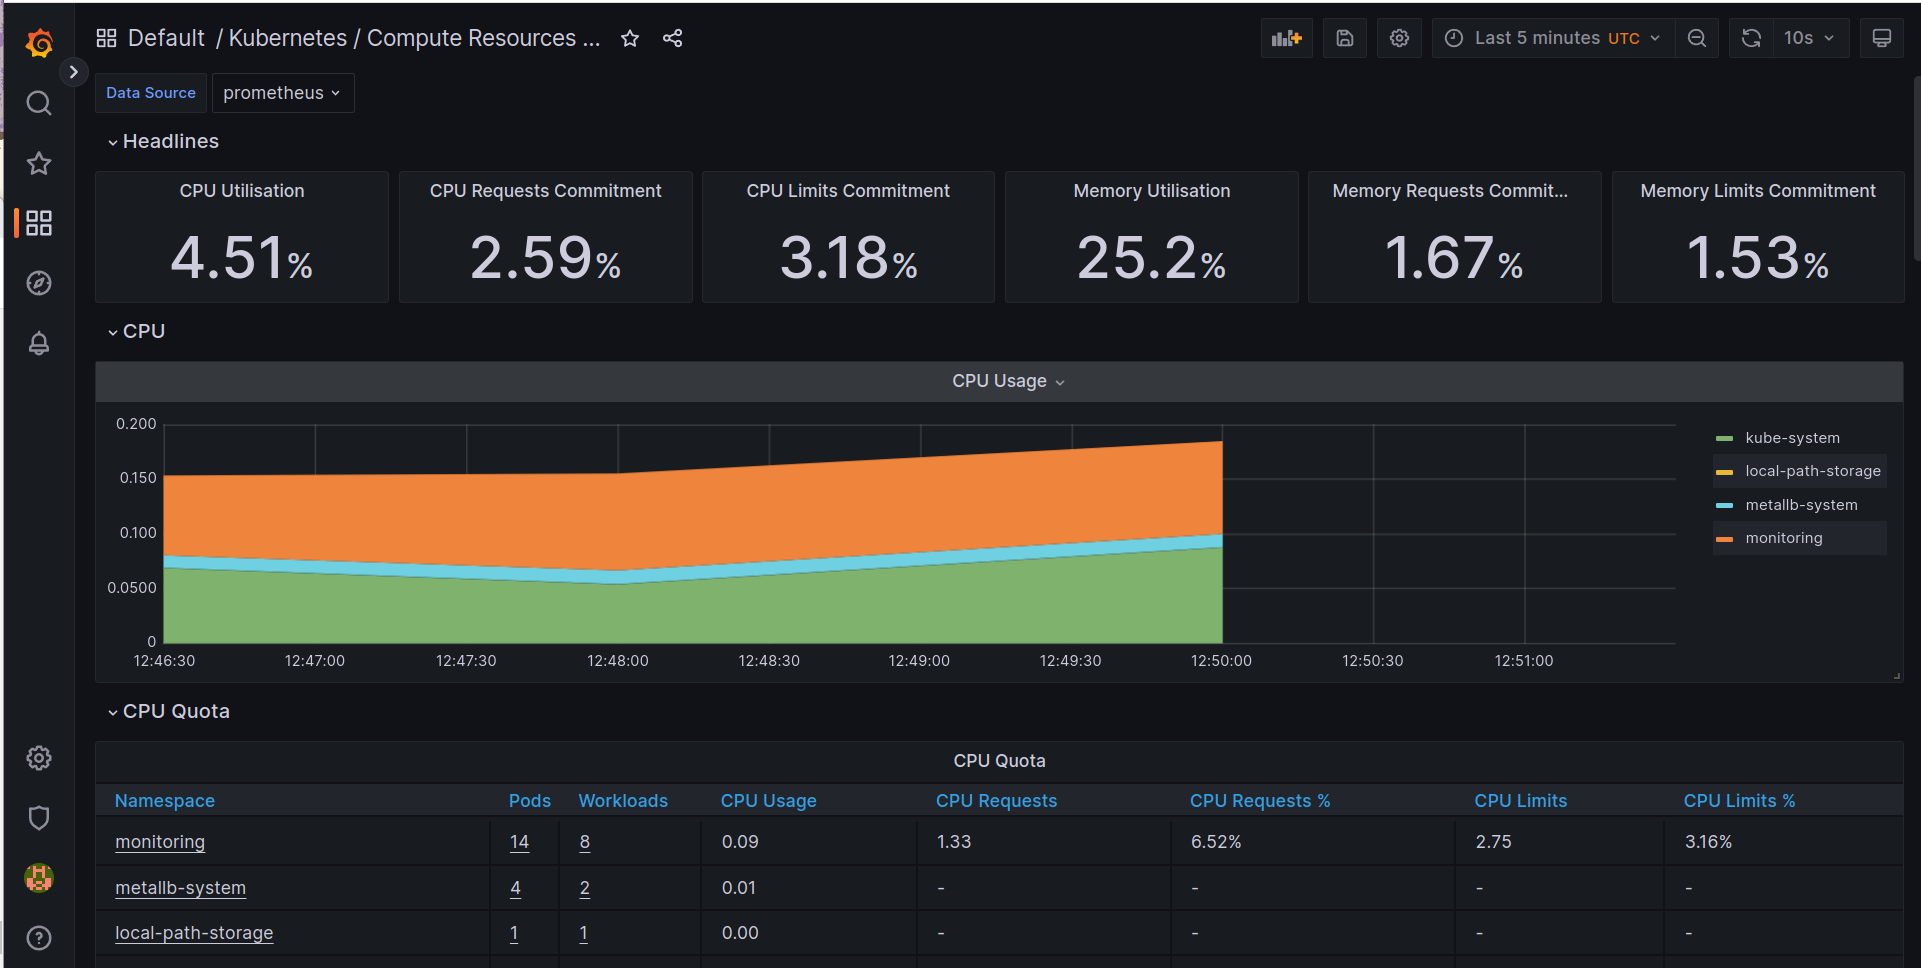 Default / Kubernetes / Compute Resources ...
Last 5 minutes UTC
10s
Data Source prometheus
Headlines
CPU Utilisation
4.51%
CPU Requests Commitment
2.59%
CPU Limits Commitment
3.18%
Memory Utilisation
25.2%
Memory Requests Commit...
1.67%
Memory Limits Commitment
1.53%
CPU
CPU Usage
0.200
0.150
0.100
0.0500
0
12:46:30 12:47:00 12:47:30 12:48:00 12:48:30 12:49:00 12:49:30 12:50:00 12:50:30 12:51:00
kube-system
local-path-storage
metallb-system
monitoring
CPU Quota
CPU Quota
Namespace Pods Workloads CPU Usage CPU Requests CPU Requests % CPU Limits CPU Limits %
monitoring 14 8 0.09 1.33 6.52% 2.75 3.16%
metallb-system 4 2 0.01 - - - -
local-path-storage 1 1 0.00 - - - -